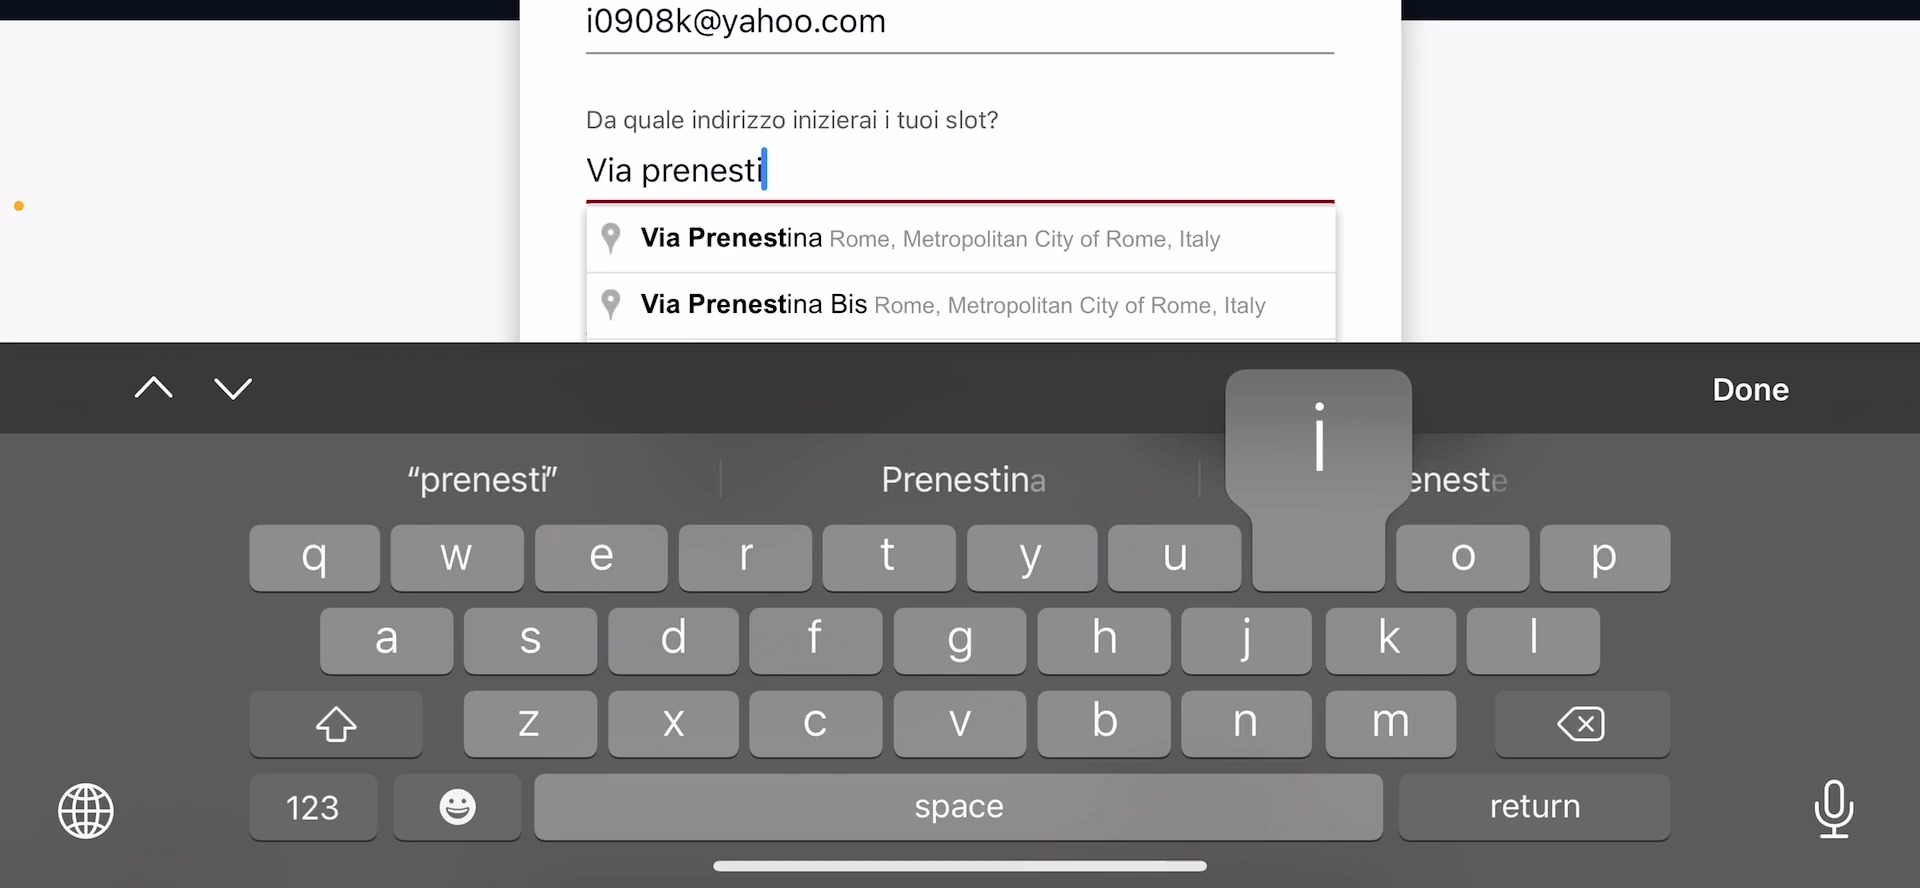 i0908k@yahoo.com
Da quale indirizzo inizierai i tuoi slot?
Via prenesti
Via Prenestina Rome, Metropolitan City of Rome, Italy
Via Prenestina Bis Rome, Metropolitan City of Rome, Italy
Done
i
“prenesti” Prenestina eneste
q w e r t y u o p
a s d f g h j k l
z x c v b n m
123 space return